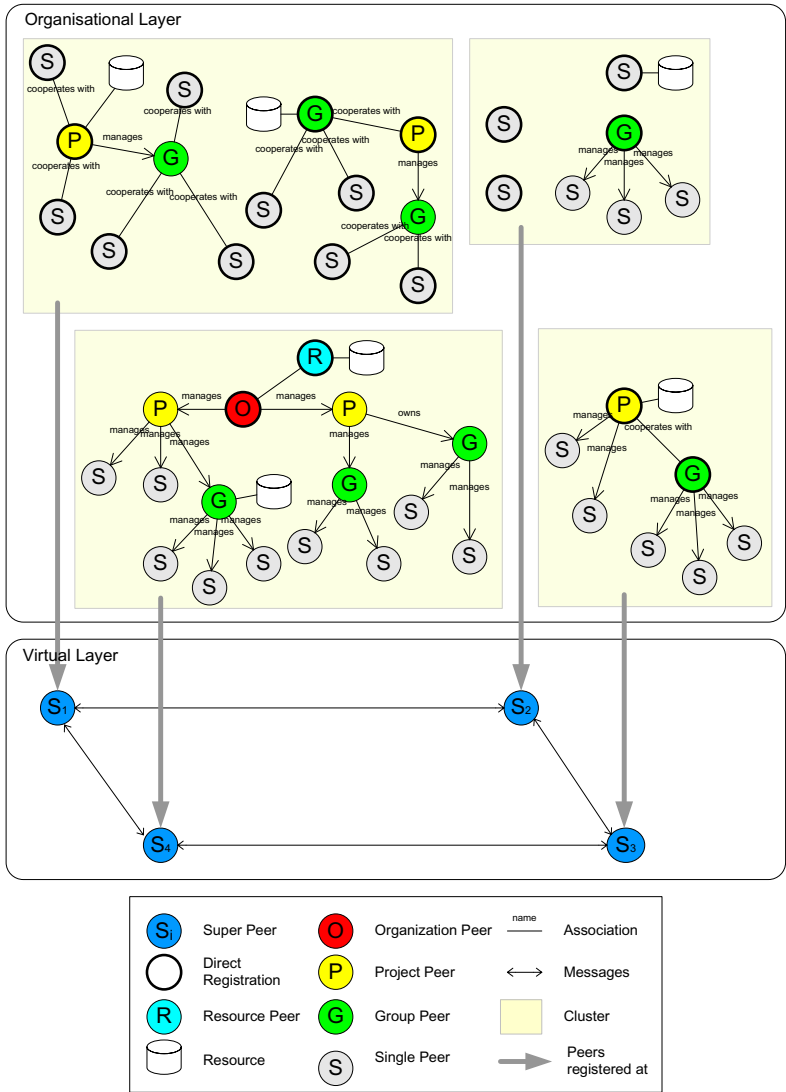 Organisational Layer
S
cooperates with
S
cooperates with
P
manages
G
cooperates with
S
cooperates with
cooperates with
S
S
G
cooperates with
P
cooperates with
cooperates with
manages
S
S
G
cooperates with
cooperates with
S
S
S
S
S
G
manages
manages
manages
S
S
S
R
P
manages
O
manages
P
owns
G
manages
manages
manages
manages
manages
manages
S
S
G
G
S
manages
manages
manages
manages
manages
S
S
S
S
S
S
P
manages
cooperates with
manages
S
G
S
manages
manages
manages
S
S
S
Virtual Layer
S1
S2
S4
S3
Si
Super Peer
O
Organization Peer
name
Association
Direct
Registration
P
Project Peer
Messages
R
Resource Peer
G
Group Peer
Cluster
Resource
S
Single Peer
Peers
registered at